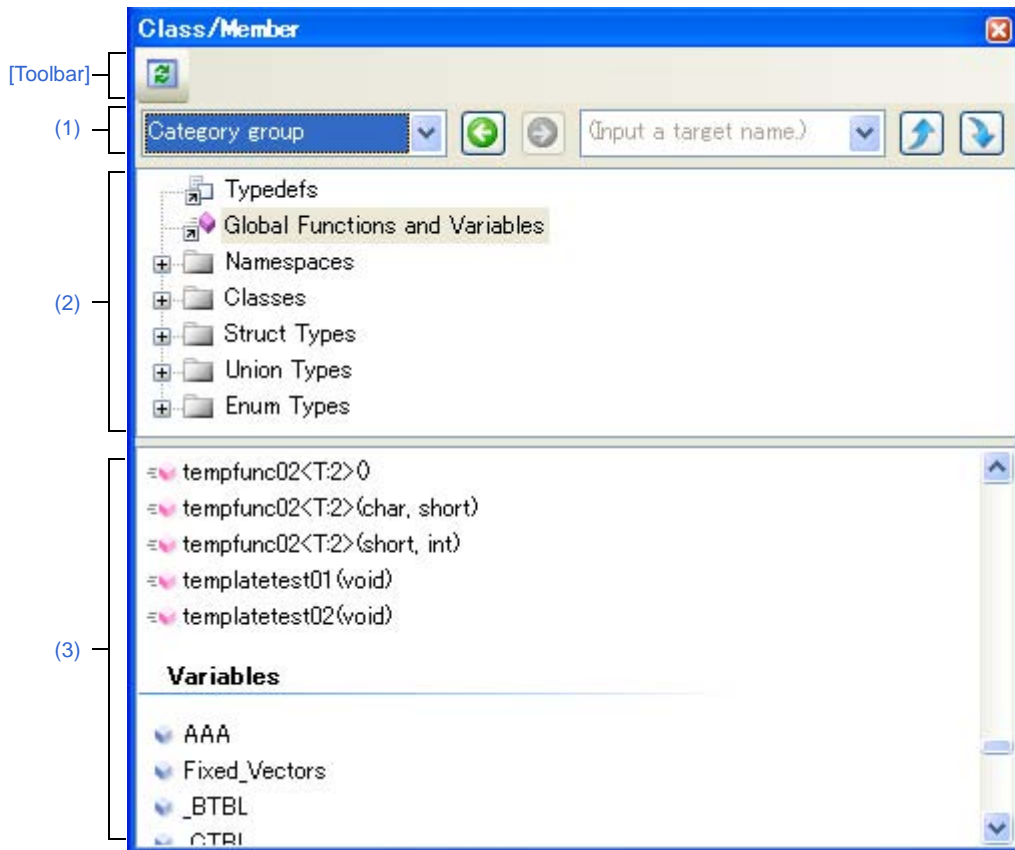 Class/Member
[Toolbar]
(1)
Category group
(Input a target name.)
(2)
Typedefs
Global Functions and Variables
Namespaces
Classes
Struct Types
Union Types
Enum Types
(3)
tempfunc02<T:2>()
tempfunc02<T:2>(char, short)
tempfunc02<T:2>(short, int)
templatetest01(void)
templatetest02(void)
Variables
AAA
Fixed_Vectors
_BTBL
_CTBL